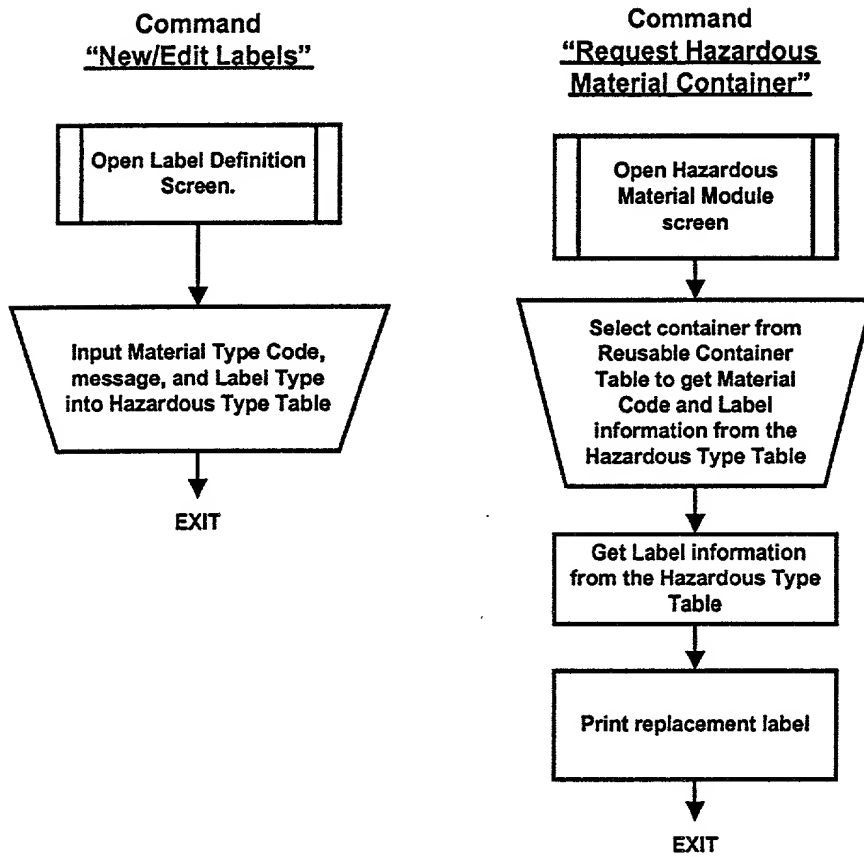 Command
“New/Edit Labels”
Open Label Definition
Screen.
Input Material Type Code,
message, and Label Type
into Hazardous Type Table
EXIT
Command
“Request Hazardous
Material Container”
Open Hazardous
Material Module
screen
Select container from
Reusable Container
Table to get Material
Code and Label
information from the
Hazardous Type Table
Get Label information
from the Hazardous Type
Table
Print replacement label
EXIT